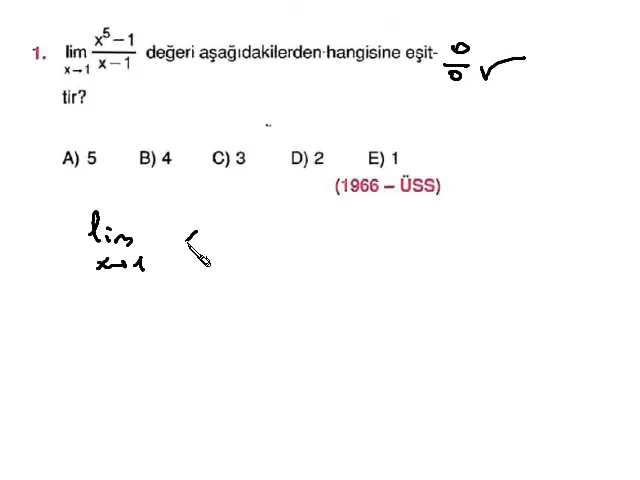 1. lim x→1 x⁵ – 1 / x – 1 değeri aşağıdakilerden hangisine eşit-
tir?
0/0 ✓
A) 5 B) 4 C) 3 D) 2 E) 1
(1966 – ÜSS)
lim
x→1